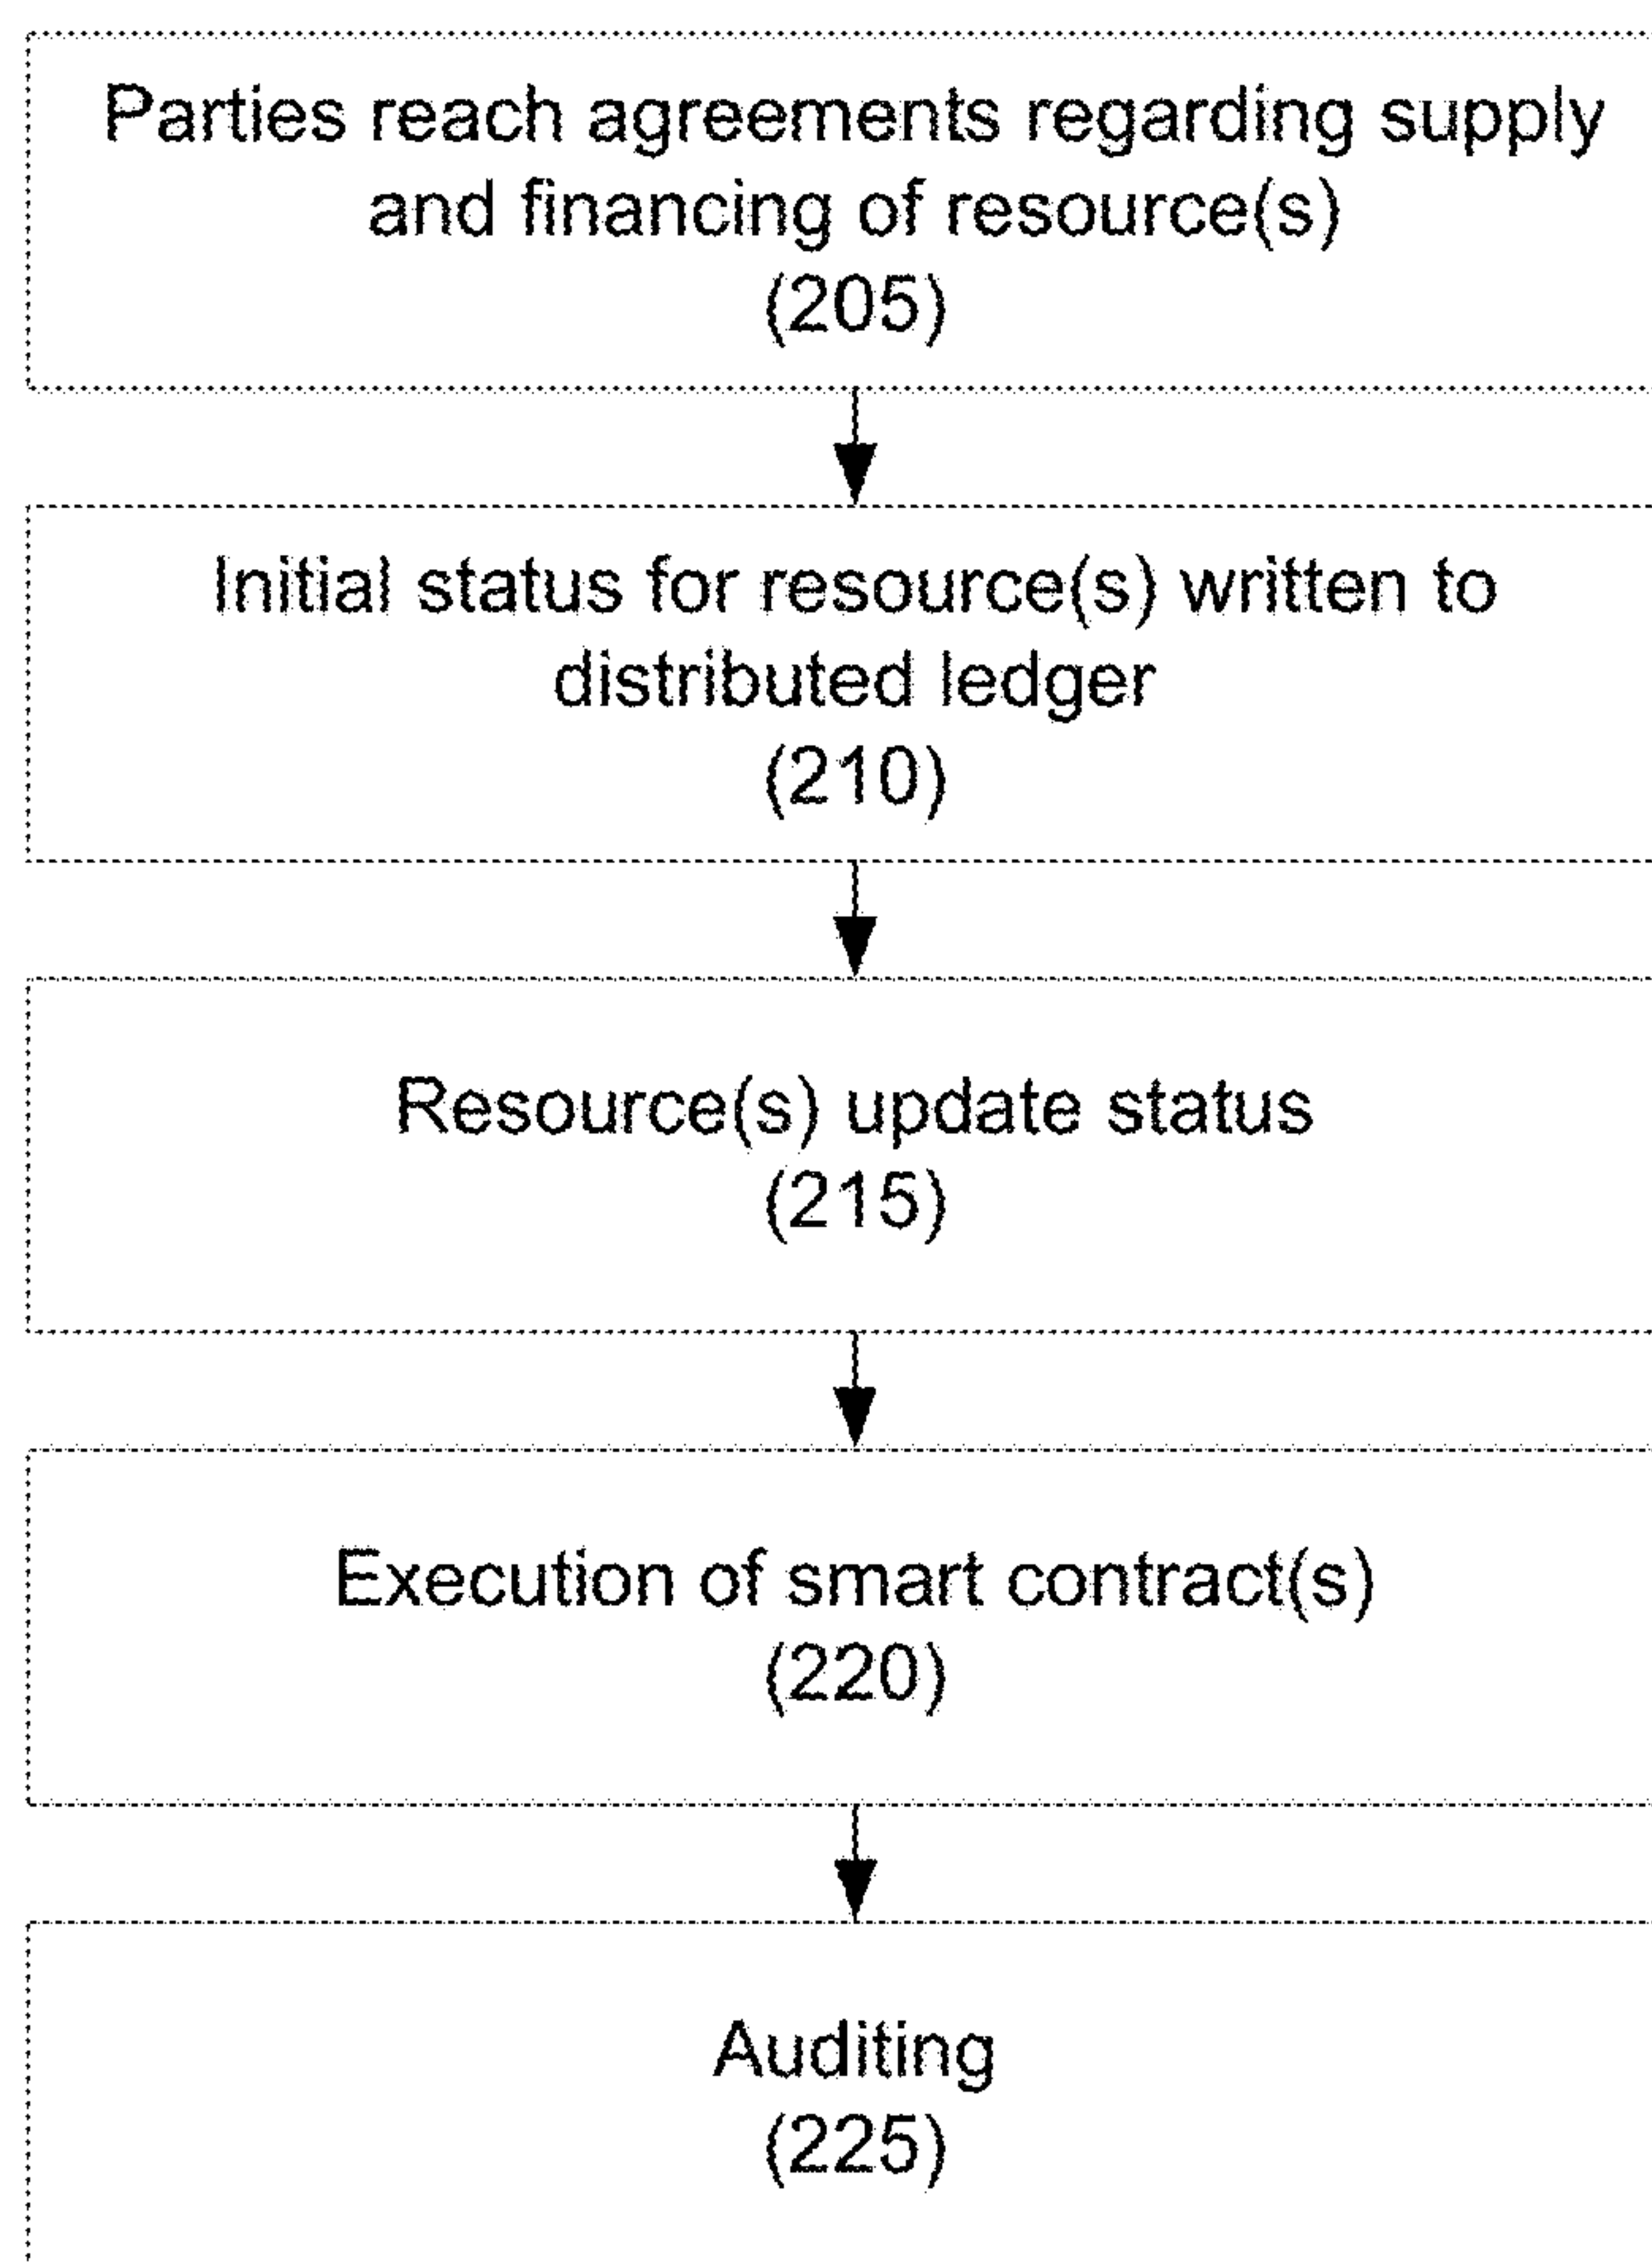 Parties reach agreements regarding supply
and financing of resource(s)
(205)
Initial status for resource(s) written to
distributed ledger
(210)
Resource(s) update status
(215)
Execution of smart contract(s)
(220)
Auditing
(225)